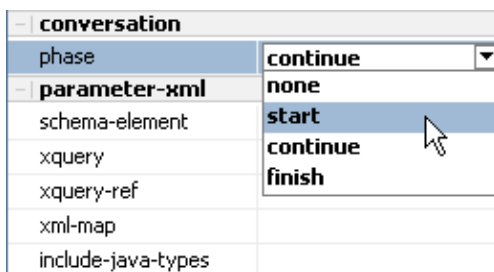 conversation
phase
continue
none
start
continue
finish
parameter-xml
schema-element
xquery
xquery-ref
xml-map
include-java-types